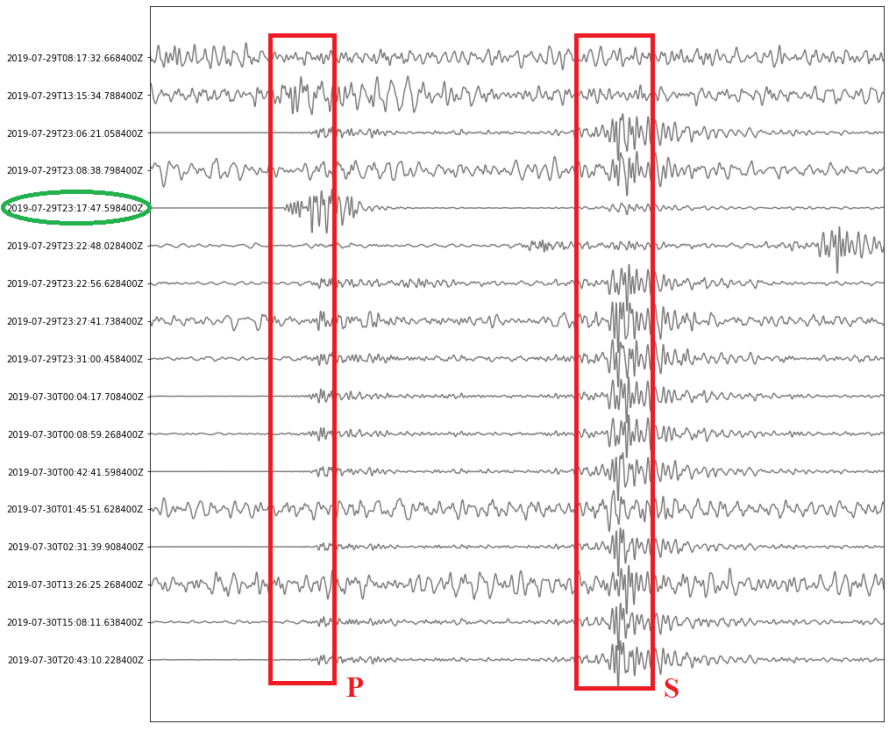 2019-07-29T08:17:32.668400Z
2019-07-29T13:15:34.788400Z
2019-07-29T23:06:21.058400Z
2019-07-29T23:08:38.798400Z
2019-07-29T23:17:47.598400Z
2019-07-29T23:22:48.028400Z
2019-07-29T23:22:56.628400Z
2019-07-29T23:27:41.738400Z
2019-07-29T23:31:00.458400Z
2019-07-30T00:04:17.708400Z
2019-07-30T00:08:59.268400Z
2019-07-30T00:42:41.598400Z
2019-07-30T01:45:51.628400Z
2019-07-30T02:31:39.908400Z
2019-07-30T13:26:25.268400Z
2019-07-30T15:08:11.638400Z
2019-07-30T20:43:10.228400Z
P S